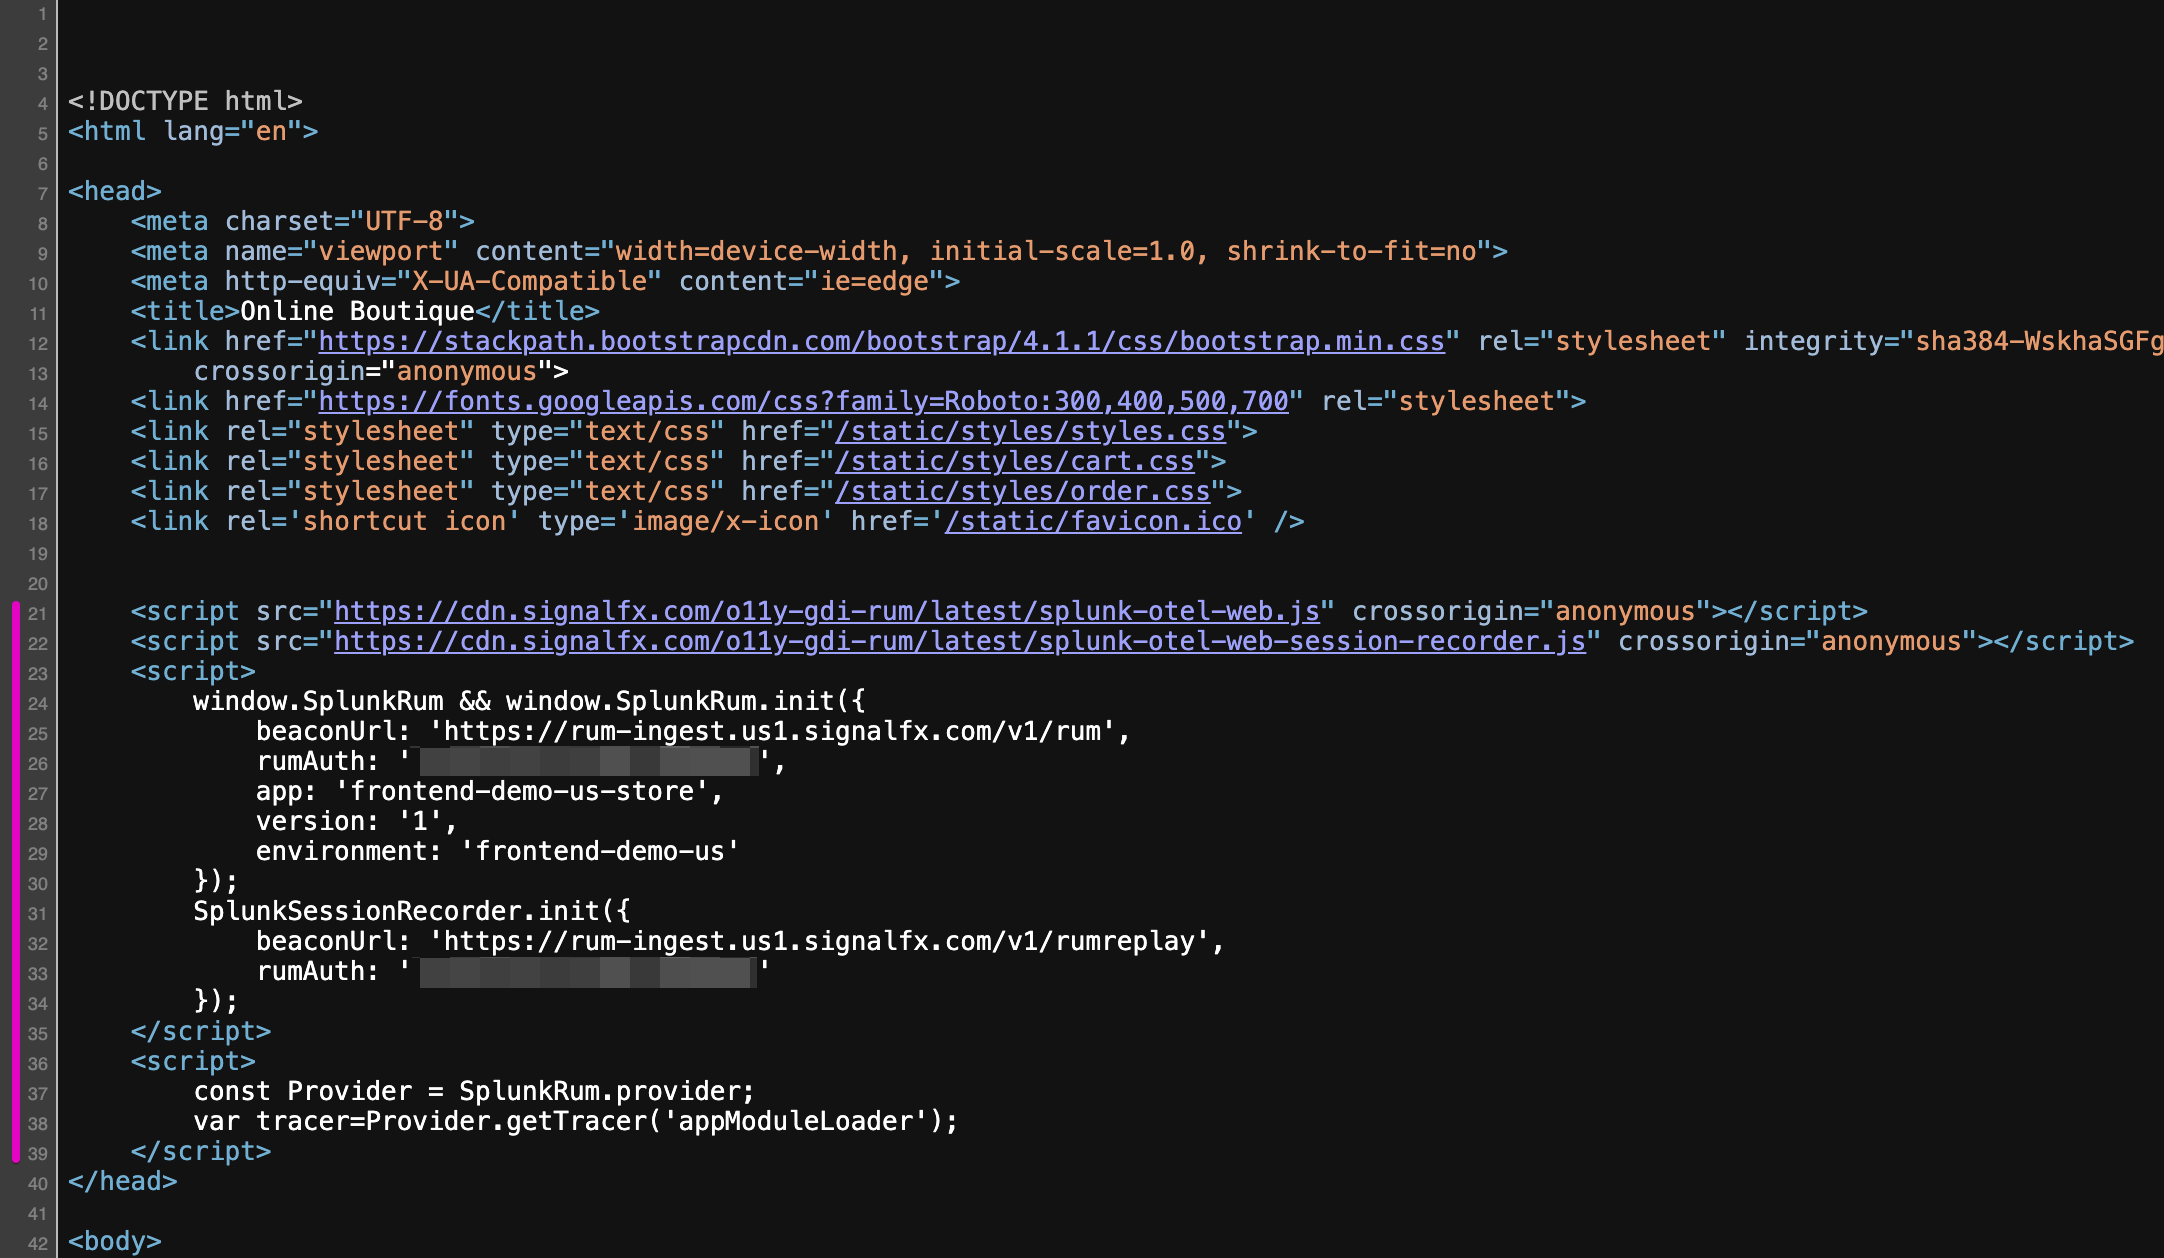 1
2
3
4 <!DOCTYPE html>
5 <html lang="en">
6
7 <head>
8     <meta charset="UTF-8">
9     <meta name="viewport" content="width=device-width, initial-scale=1.0, shrink-to-fit=no">
10     <meta http-equiv="X-UA-Compatible" content="ie=edge">
11     <title>Online Boutique</title>
12     <link href="https://stackpath.bootstrapcdn.com/bootstrap/4.1.1/css/bootstrap.min.css" rel="stylesheet" integrity="sha384-WskhaSGFg
13         crossorigin="anonymous">
14     <link href="https://fonts.googleapis.com/css?family=Roboto:300,400,500,700" rel="stylesheet">
15     <link rel="stylesheet" type="text/css" href="/static/styles/styles.css">
16     <link rel="stylesheet" type="text/css" href="/static/styles/cart.css">
17     <link rel="stylesheet" type="text/css" href="/static/styles/order.css">
18     <link rel='shortcut icon' type='image/x-icon' href='/static/favicon.ico' />
19
20
21     <script src="https://cdn.signalfx.com/o11y-gdi-rum/latest/splunk-otel-web.js" crossorigin="anonymous"></script>
22     <script src="https://cdn.signalfx.com/o11y-gdi-rum/latest/splunk-otel-web-session-recorder.js" crossorigin="anonymous"></script>
23     <script>
24         window.SplunkRum && window.SplunkRum.init({
25             beaconUrl: 'https://rum-ingest.us1.signalfx.com/v1/rum',
26             rumAuth: '',
27             app: 'frontend-demo-us-store',
28             version: '1',
29             environment: 'frontend-demo-us'
30         });
31         SplunkSessionRecorder.init({
32             beaconUrl: 'https://rum-ingest.us1.signalfx.com/v1/rumreplay',
33             rumAuth: ''
34         });
35     </script>
36     <script>
37         const Provider = SplunkRum.provider;
38         var tracer=Provider.getTracer('appModuleLoader');
39     </script>
40 </head>
41
42 <body>